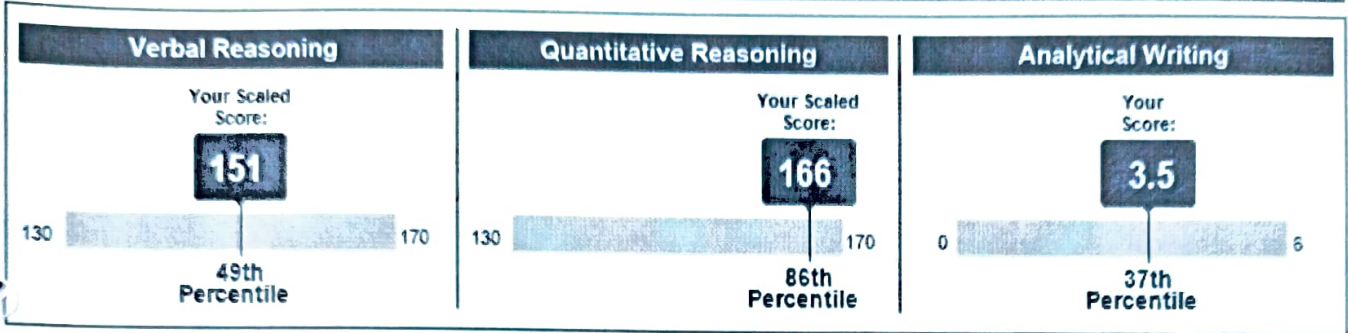 Verbal Reasoning
Your Scaled
Score:
151
130
170
49th
Percentile
Quantitative Reasoning
Your Scaled
Score:
166
130
170
86th
Percentile
Analytical Writing
Your
Score:
3.5
0
6
37th
Percentile